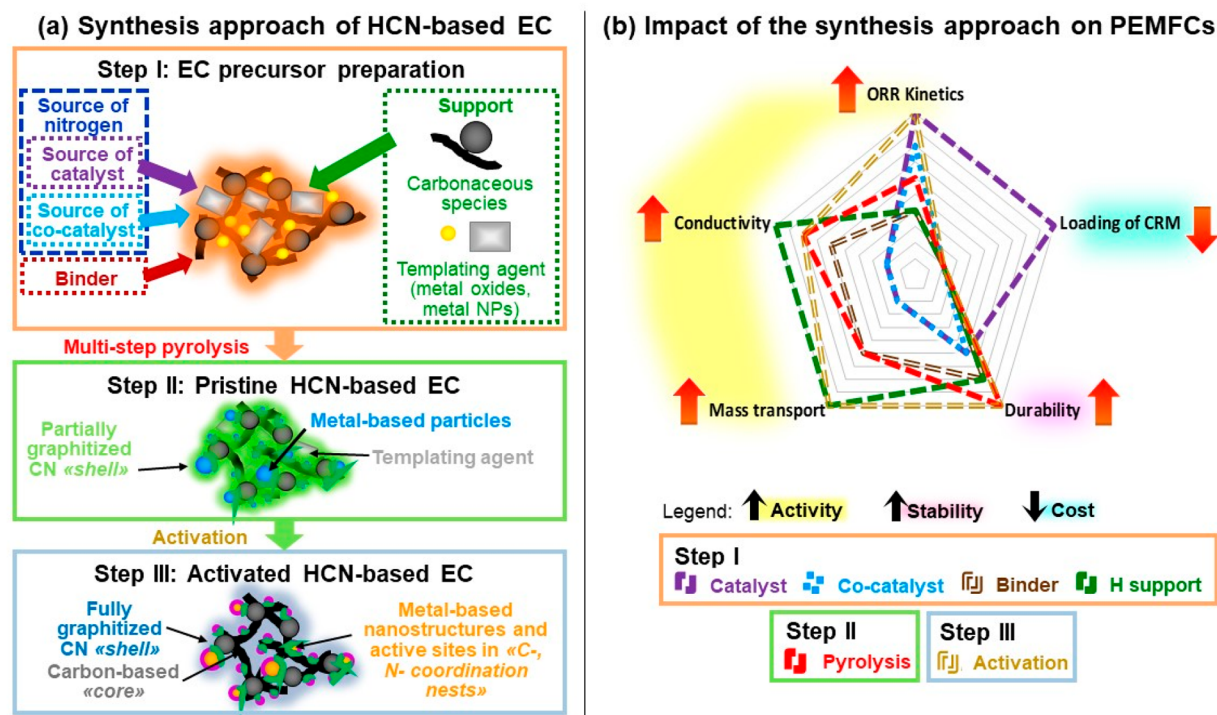 (a) Synthesis approach of HCN-based EC
Step I: EC precursor preparation
Source of
nitrogen
Source of
catalyst
Source of
co-catalyst
Binder
Support
Carbonaceous
species
Templating agent
(metal oxides,
metal NPs)
Multi-step pyrolysis
Step II: Pristine HCN-based EC
Partially
graphitized
CN «shell»
Metal-based particles
Templating agent
Activation
Step III: Activated HCN-based EC
Fully
graphitized
CN «shell»
Carbon-based
«core»
Metal-based
nanostructures and
active sites in «C-,
N- coordination
nests»
(b) Impact of the synthesis approach on PEMFCs
ORR Kinetics
Conductivity
Loading of CRM
Mass transport
Durability
Legend: Activity Stability Cost
Step I
Catalyst Co-catalyst Binder H support
Step II
Pyrolysis
Step III
Activation